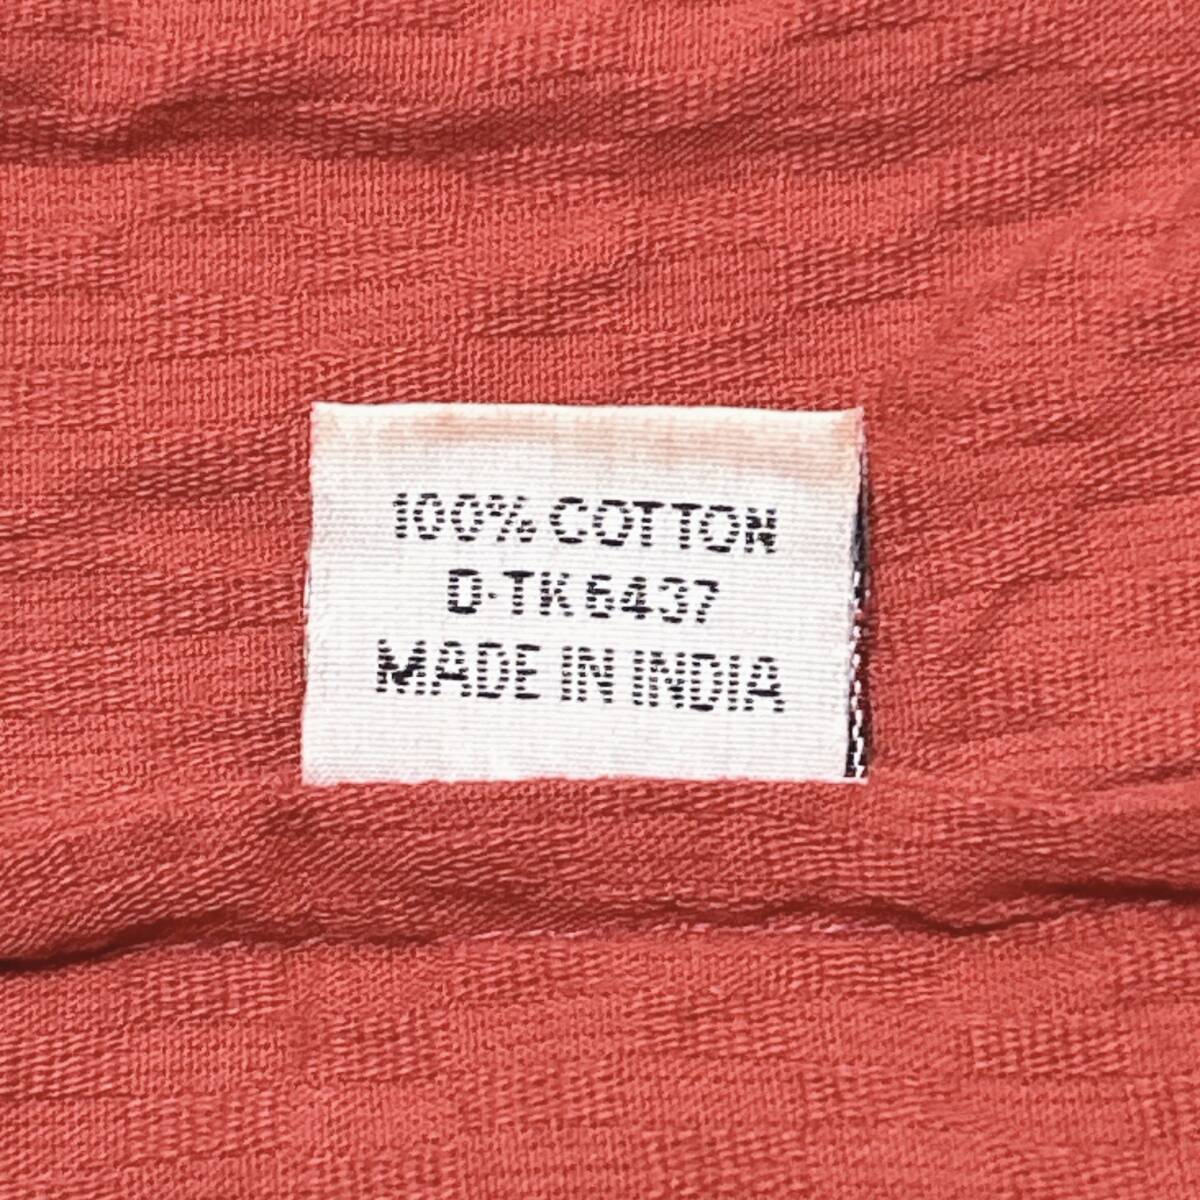 100% COTTON
D-TK 6437
MADE IN INDIA